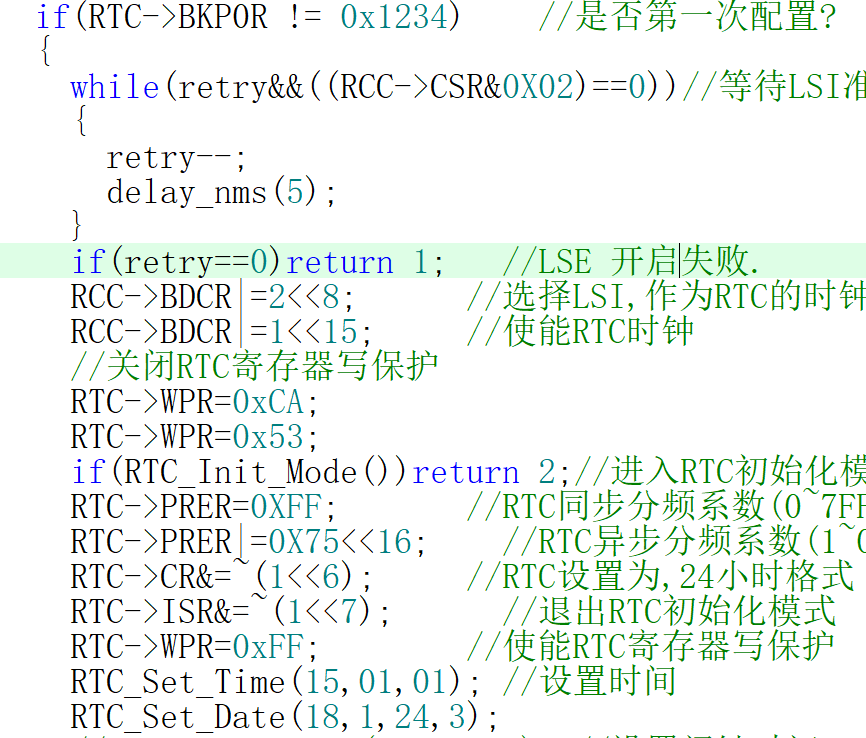 if(RTC->BKP0R != 0x1234) //是否第一次配置?
{
while(retry&&((RCC->CSR&0X02)==0))//等待LSI准
{
retry--;
delay_nms(5);
}
if(retry==0)return 1; //LSE 开启失败.
RCC->BDCR|=2<<8; //选择LSI,作为RTC的时钟
RCC->BDCR|=1<<15; //使能RTC时钟
//关闭RTC寄存器写保护
RTC->WPR=0xCA;
RTC->WPR=0x53;
if(RTC_Init_Mode())return 2;//进入RTC初始化模
RTC->PRER=0XFF; //RTC同步分频系数(0~7FF
RTC->PRER|=0X75<<16; //RTC异步分频系数(1~0
RTC->CR&=~(1<<6); //RTC设置为,24小时格式
RTC->ISR&=~(1<<7); //退出RTC初始化模式
RTC->WPR=0xFF; //使能RTC寄存器写保护
RTC_Set_Time(15,01,01); //设置时间
RTC_Set_Date(18,1,24,3);